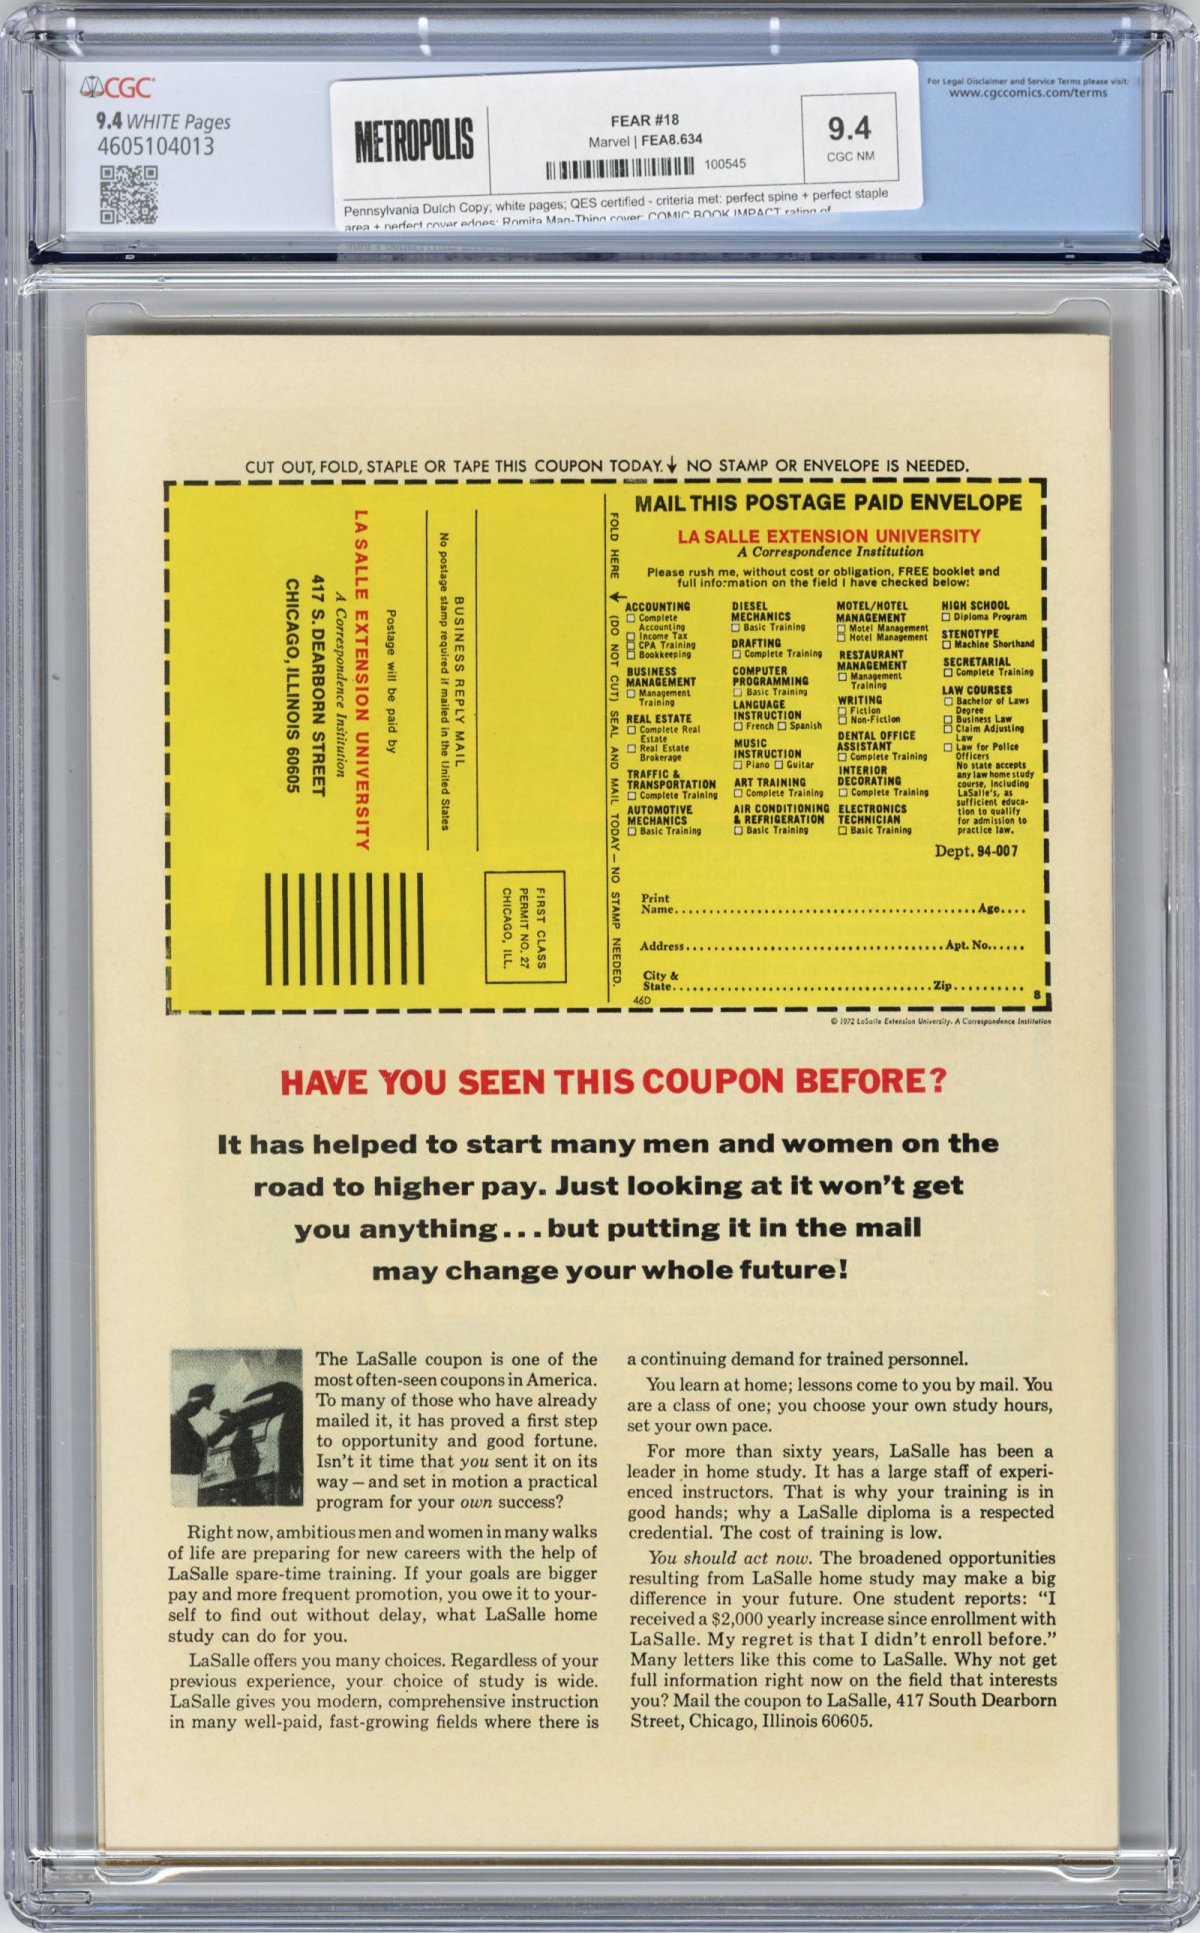 CGC
9.4 WHITE Pages
4605104013
METROPOLIS
FEAR #18
Marvel | FEA8.634
100545
9.4
CGC NM
Pennsylvania Dutch Copy; white pages; QES certified - criteria met: perfect spine + perfect staple
area + perfect cover edges; Romita Man-Thing cover; COMIC BOOK IMPACT rating of
For Legal Disclaimer and Service Terms please visit:
www.cgccomics.com/terms
CUT OUT, FOLD, STAPLE OR TAPE THIS COUPON TODAY. NO STAMP OR ENVELOPE IS NEEDED.
BUSINESS REPLY MAIL
No postage stamp required if mailed in the United States
Postage will be paid by
LA SALLE EXTENSION UNIVERSITY
A Correspondence Institution
417 S. DEARBORN STREET
CHICAGO, ILLINOIS 60605
FIRST CLASS
PERMIT NO. 27
CHICAGO, ILL.
FOLD HERE (DO NOT CUT) SEAL AND MAIL TODAY — NO STAMP NEEDED.
MAIL THIS POSTAGE PAID ENVELOPE
LA SALLE EXTENSION UNIVERSITY
A Correspondence Institution
Please rush me, without cost or obligation, FREE booklet and
full information on the field I have checked below:
ACCOUNTING
Complete
Accounting
Income Tax
CPA Training
Bookkeeping
BUSINESS
MANAGEMENT
Management
Training
REAL ESTATE
Complete Real
Estate
Real Estate
Brokerage
TRAFFIC &
TRANSPORTATION
Complete Training
AUTOMOTIVE
MECHANICS
Basic Training
DIESEL
MECHANICS
Basic Training
DRAFTING
Complete Training
COMPUTER
PROGRAMMING
Basic Training
LANGUAGE
INSTRUCTION
French Spanish
MUSIC
INSTRUCTION
Piano Guitar
ART TRAINING
Complete Training
AIR CONDITIONING
& REFRIGERATION
Basic Training
MOTEL/HOTEL
MANAGEMENT
Motel Management
Hotel Management
RESTAURANT
MANAGEMENT
Management
Training
WRITING
Fiction
Non-Fiction
DENTAL OFFICE
ASSISTANT
Complete Training
INTERIOR
DECORATING
Complete Training
ELECTRONICS
TECHNICIAN
Basic Training
HIGH SCHOOL
Diploma Program
STENOTYPE
Machine Shorthand
SECRETARIAL
Complete Training
LAW COURSES
Bachelor of Laws
Degree
Business Law
Claim Adjusting
Law
Law for Police
Officers
No state accepts
any law home study
course, including
LaSalle's, as
sufficient educa-
tion to qualify
for admission to
practice law.
Dept. 94-007
Print
Name Age
Address Apt. No.
City &
State Zip
46D
8
© 1972 LaSalle Extension University. A Correspondence Institution
HAVE YOU SEEN THIS COUPON BEFORE?
It has helped to start many men and women on the
road to higher pay. Just looking at it won't get
you anything...but putting it in the mail
may change your whole future!
The LaSalle coupon is one of the
most often-seen coupons in America.
To many of those who have already
mailed it, it has proved a first step
to opportunity and good fortune.
Isn't it time that you sent it on its
way — and set in motion a practical
program for your own success?
Right now, ambitious men and women in many walks
of life are preparing for new careers with the help of
LaSalle spare-time training. If your goals are bigger
pay and more frequent promotion, you owe it to your-
self to find out without delay, what LaSalle home
study can do for you.
LaSalle offers you many choices. Regardless of your
previous experience, your choice of study is wide.
LaSalle gives you modern, comprehensive instruction
in many well-paid, fast-growing fields where there is
a continuing demand for trained personnel.
You learn at home; lessons come to you by mail. You
are a class of one; you choose your own study hours,
set your own pace.
For more than sixty years, LaSalle has been a
leader in home study. It has a large staff of experi-
enced instructors. That is why your training is in
good hands; why a LaSalle diploma is a respected
credential. The cost of training is low.
You should act now. The broadened opportunities
resulting from LaSalle home study may make a big
difference in your future. One student reports: "I
received a $2,000 yearly increase since enrollment with
LaSalle. My regret is that I didn't enroll before."
Many letters like this come to LaSalle. Why not get
full information right now on the field that interests
you? Mail the coupon to LaSalle, 417 South Dearborn
Street, Chicago, Illinois 60605.